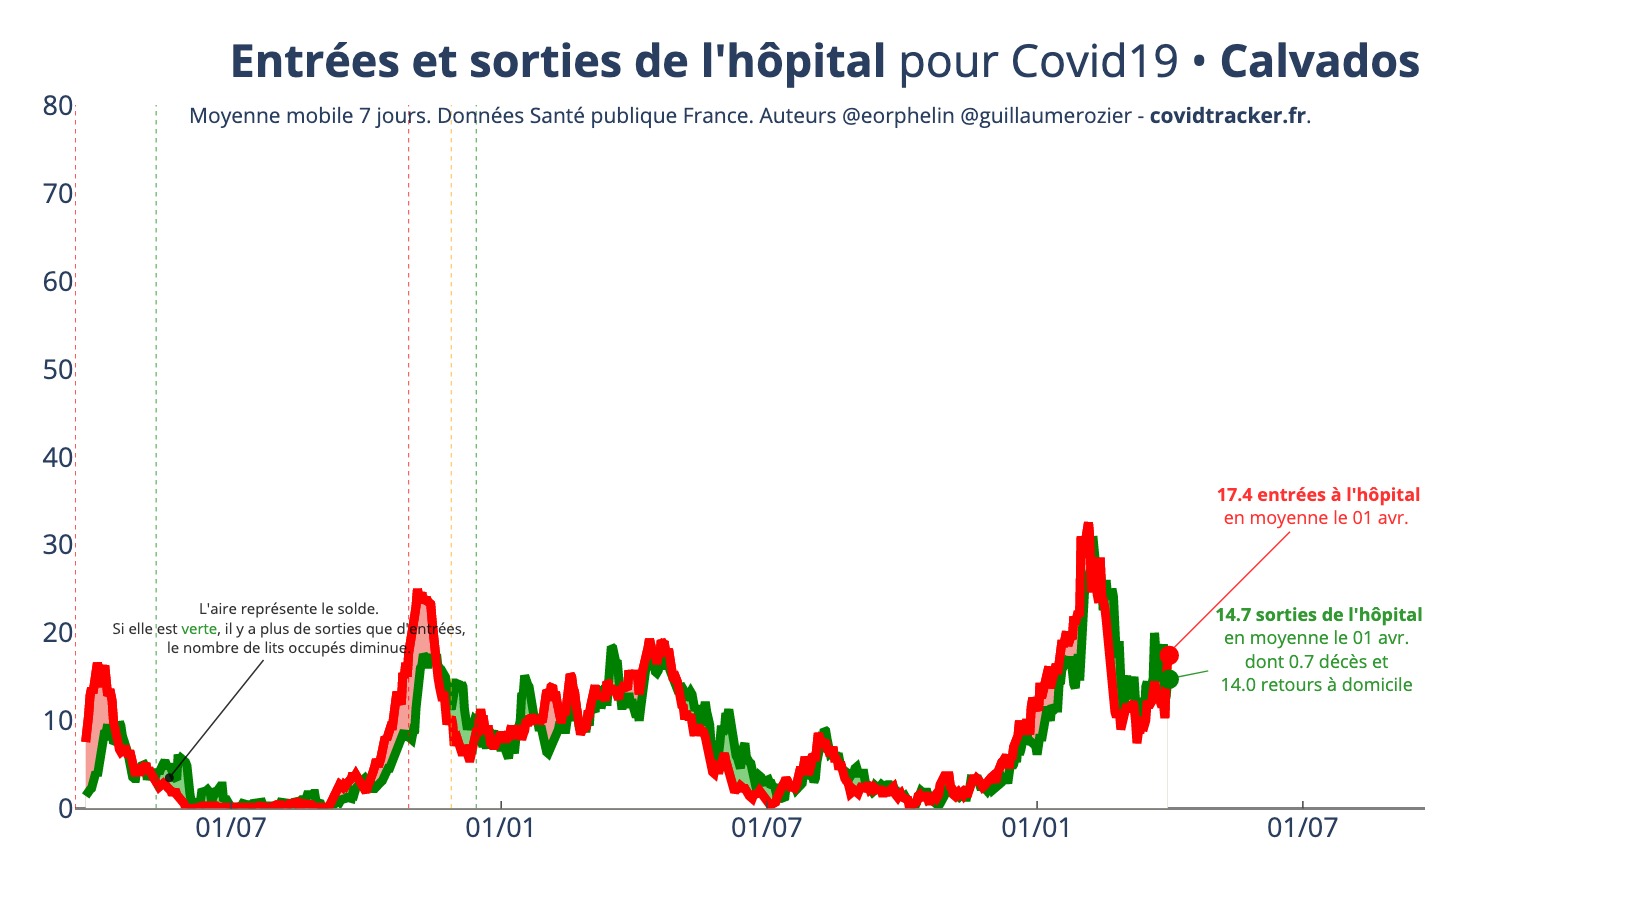 Entrées et sorties de l'hôpital pour Covid19 • Calvados
Moyenne mobile 7 jours. Données Santé publique France. Auteurs @eorphelin @guillaumerozier - covidtracker.fr.
80
70
60
50
40
30
20
10
0
L'aire représente le solde.
Si elle est verte, il y a plus de sorties que d'entrées,
le nombre de lits occupés diminue.
17.4 entrées à l'hôpital
en moyenne le 01 avr.
14.7 sorties de l'hôpital
en moyenne le 01 avr.
dont 0.7 décès et
14.0 retours à domicile
01/07
01/01
01/07
01/01
01/07